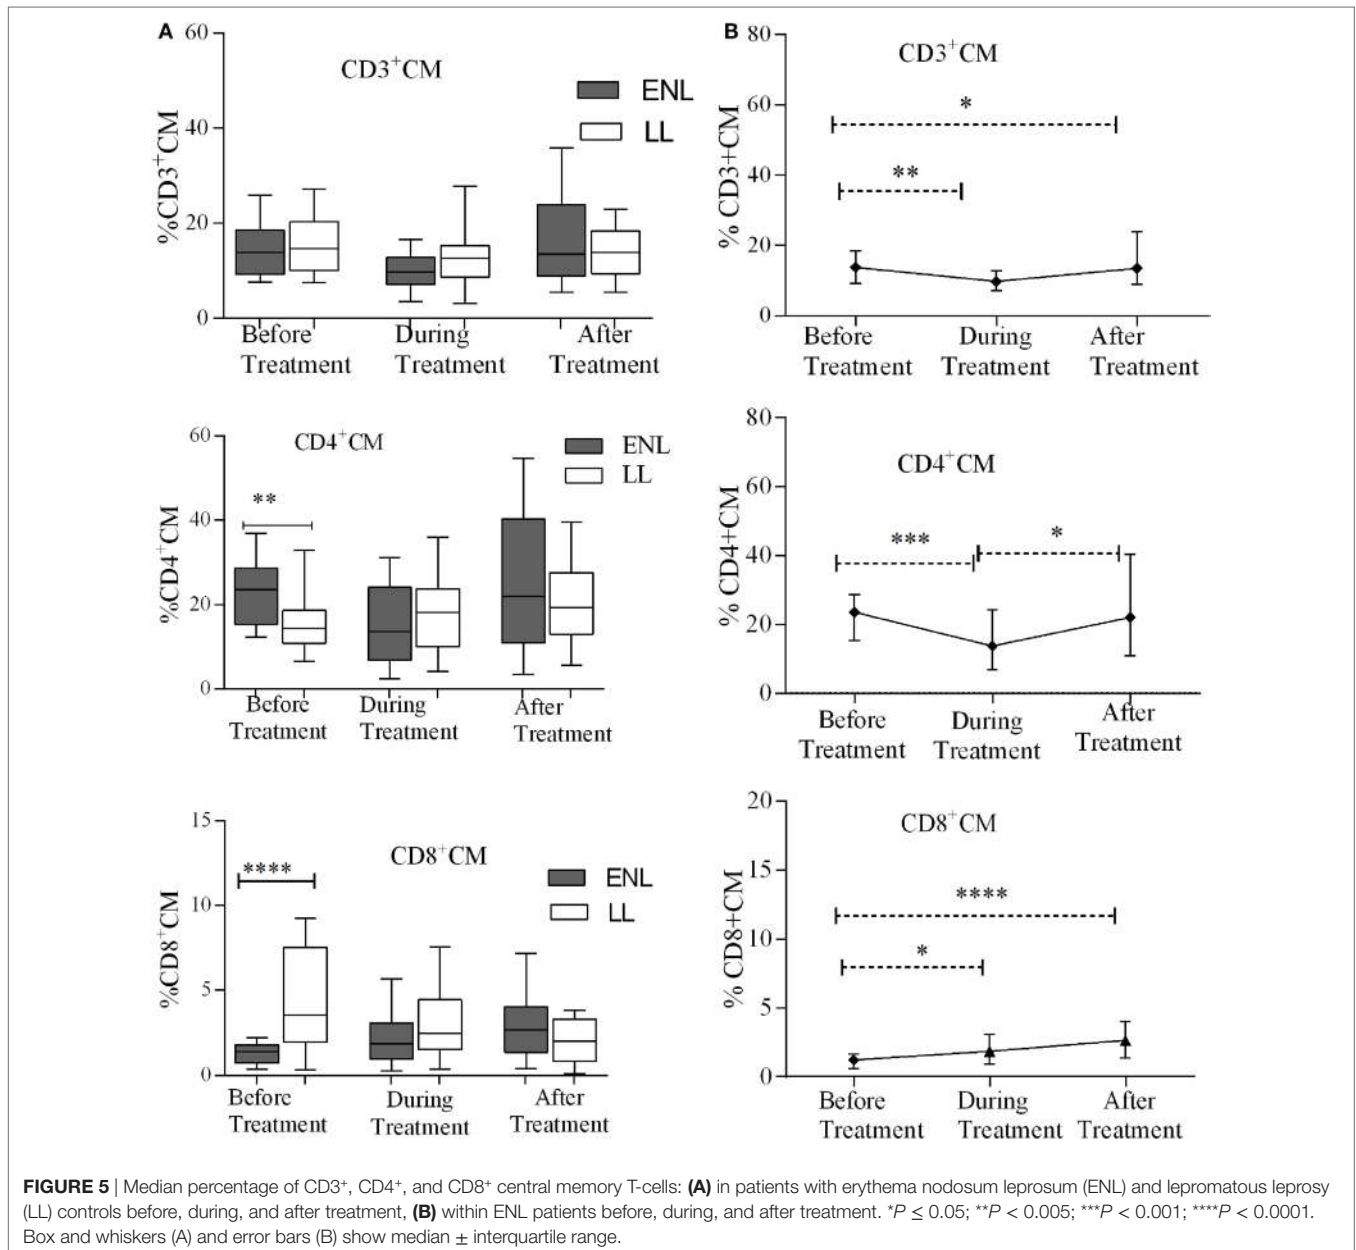 A
60
40
20
0
%CD3⁺CM
CD3⁺CM
ENL
LL
Before
Treatment
During
Treatment
After
Treatment
B
80
60
40
20
0
% CD3+CM
CD3⁺CM
*
**
Before
Treatment
During
Treatment
After
Treatment
60
40
20
0
%CD4⁺CM
CD4⁺CM
ENL
LL
**
Before
Treatment
During
Treatment
After
Treatment
80
60
40
20
0
% CD4+CM
CD4⁺CM
***
*
Before
Treatment
During
Treatment
After
Treatment
15
10
5
0
%CD8⁺CM
CD8⁺CM
ENL
LL
****
Before
Treatment
During
Treatment
After
Treatment
20
15
10
5
0
% CD8+CM
CD8⁺CM
****
*
Before
Treatment
During
Treatment
After
Treatment
FIGURE 5 | Median percentage of CD3⁺, CD4⁺, and CD8⁺ central memory T-cells: (A) in patients with erythema nodosum leprosum (ENL) and lepromatous leprosy
(LL) controls before, during, and after treatment, (B) within ENL patients before, during, and after treatment. *P ≤ 0.05; **P < 0.005; ***P < 0.001; ****P < 0.0001.
Box and whiskers (A) and error bars (B) show median ± interquartile range.